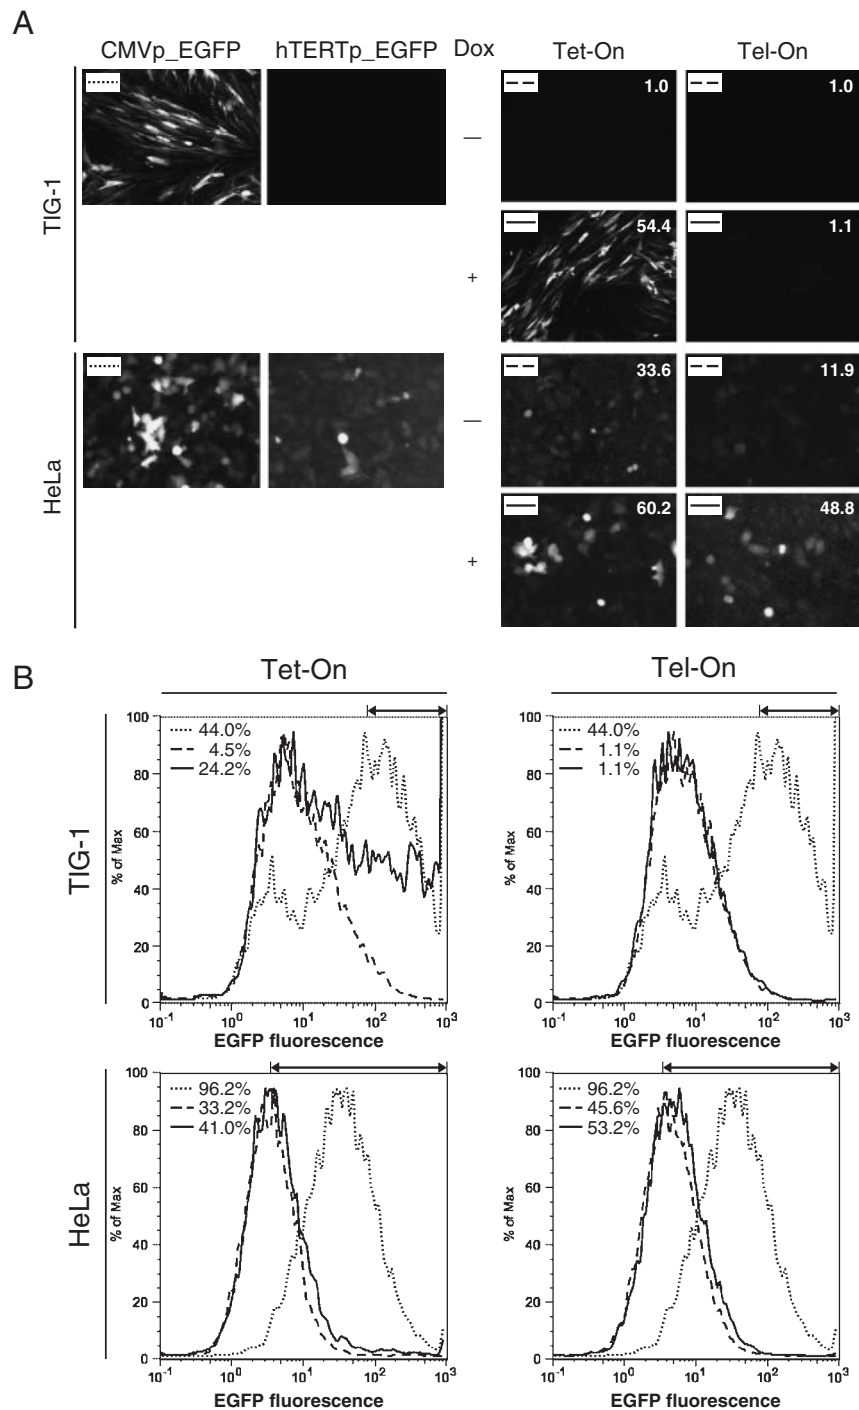 A
CMVp_EGFP hTERTp_EGFP Dox Tet-On Tel-On
TIG-1
1.0 1.0
—
54.4 1.1
+
HeLa
33.6 11.9
—
60.2 48.8
+
B
Tet-On Tel-On
TIG-1
% of Max
100
80
60
40
20
0
44.0%
4.5%
24.2%
10-1 100 101 102 103
EGFP fluorescence
% of Max
100
80
60
40
20
0
44.0%
1.1%
1.1%
10-1 100 101 102 103
EGFP fluorescence
HeLa
% of Max
100
80
60
40
20
0
96.2%
33.2%
41.0%
10-1 100 101 102 103
EGFP fluorescence
% of Max
100
80
60
40
20
0
96.2%
45.6%
53.2%
10-1 100 101 102 103
EGFP fluorescence